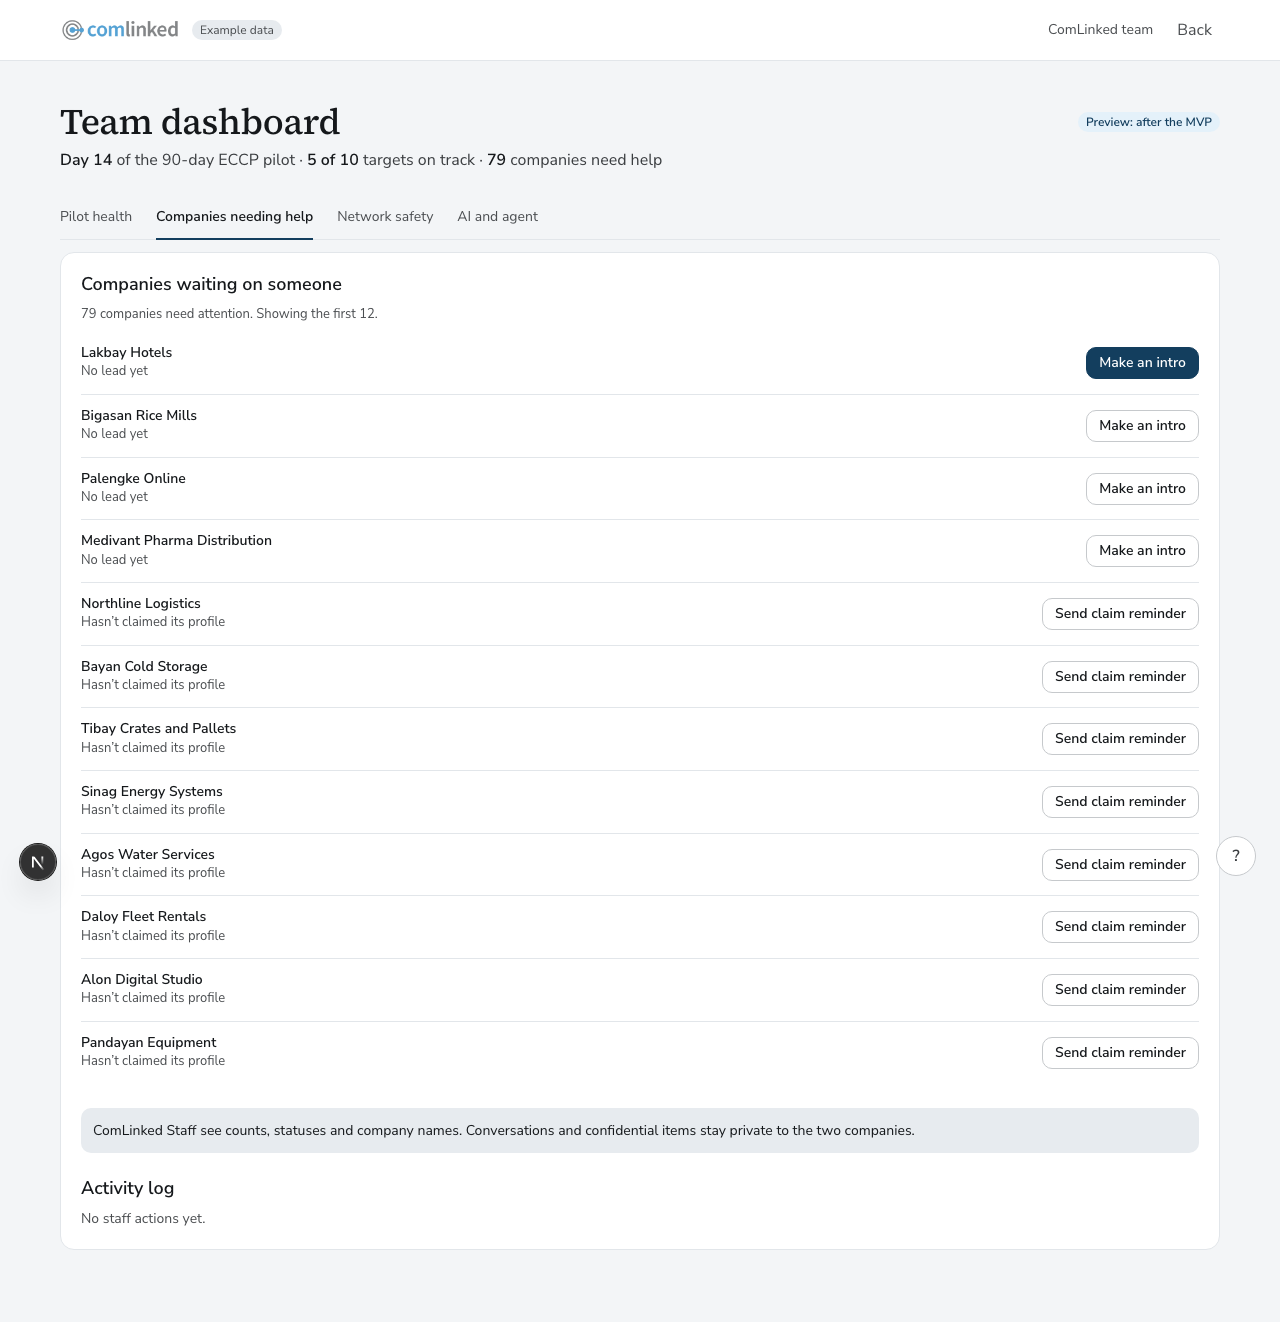 comlinked Example data ComLinked team Back
Team dashboard
Preview: after the MVP
Day 14 of the 90-day ECCP pilot · 5 of 10 targets on track · 79 companies need help
Pilot health Companies needing help Network safety AI and agent
Companies waiting on someone
79 companies need attention. Showing the first 12.
Lakbay Hotels
No lead yet
Make an intro
Bigasan Rice Mills
No lead yet
Make an intro
Palengke Online
No lead yet
Make an intro
Medivant Pharma Distribution
No lead yet
Make an intro
Northline Logistics
Hasn’t claimed its profile
Send claim reminder
Bayan Cold Storage
Hasn’t claimed its profile
Send claim reminder
Tibay Crates and Pallets
Hasn’t claimed its profile
Send claim reminder
Sinag Energy Systems
Hasn’t claimed its profile
Send claim reminder
Agos Water Services
Hasn’t claimed its profile
Send claim reminder
N
?
Daloy Fleet Rentals
Hasn’t claimed its profile
Send claim reminder
Alon Digital Studio
Hasn’t claimed its profile
Send claim reminder
Pandayan Equipment
Hasn’t claimed its profile
Send claim reminder
ComLinked Staff see counts, statuses and company names. Conversations and confidential items stay private to the two companies.
Activity log
No staff actions yet.